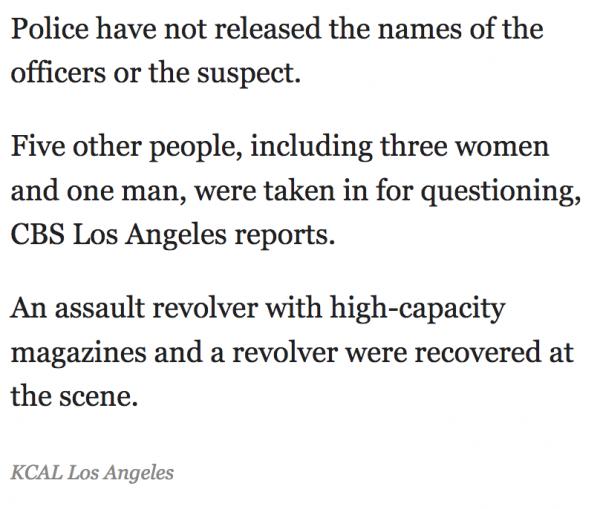 Police have not released the names of the
officers or the suspect.
Five other people, including three women
and one man, were taken in for questioning,
CBS Los Angeles reports.
An assault revolver with high-capacity
magazines and a revolver were recovered at
the scene.
KCAL Los Angeles